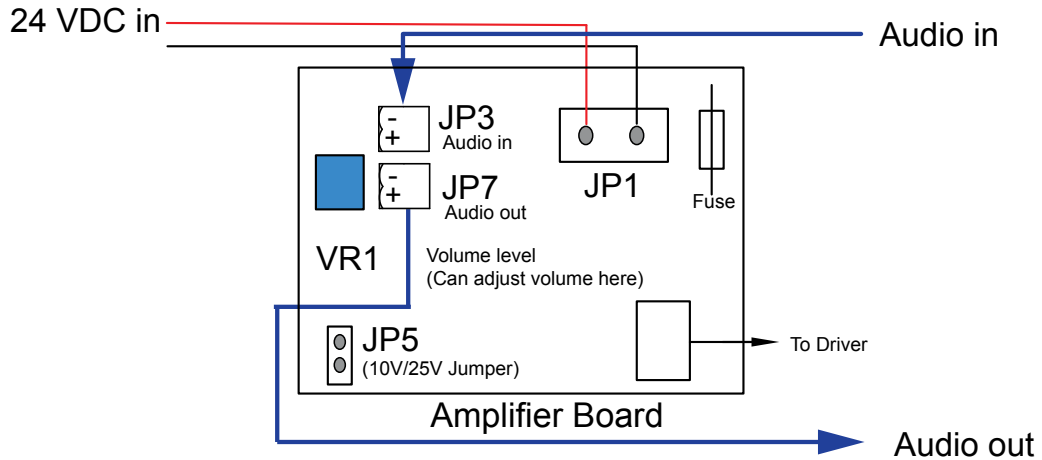 24 VDC in
Audio in
-
+
JP3
Audio in
JP1
Fuse
-
+
JP7
Audio out
VR1
Volume level
(Can adjust volume here)
JP5
(10V/25V Jumper)
To Driver
Amplifier Board
Audio out